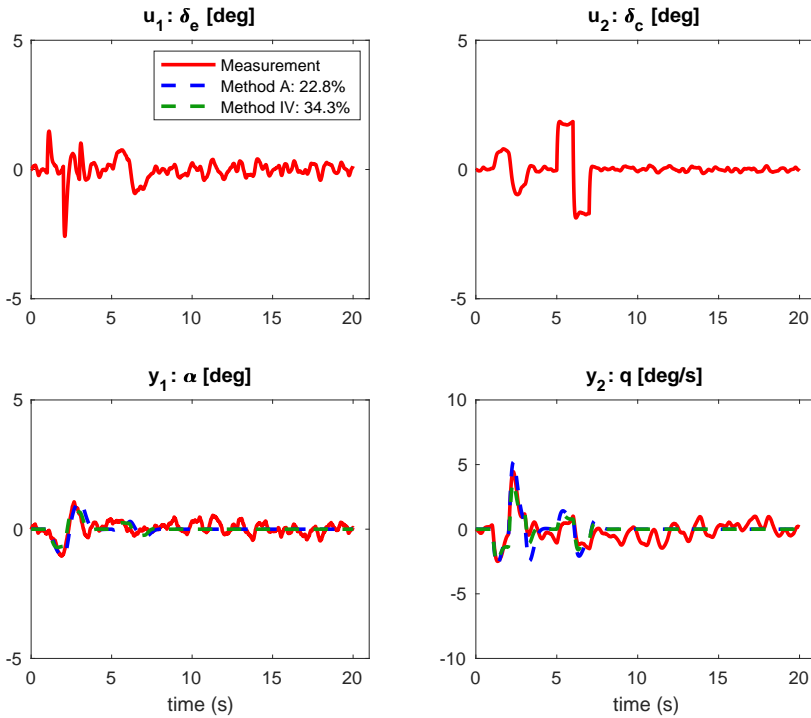 u₁: δₑ [deg]
5
0
-5
0 5 10 15 20
Measurement
Method A: 22.8%
Method IV: 34.3%
u₂: δ_c [deg]
5
0
-5
0 5 10 15 20
y₁: α [deg]
5
0
-5
0 5 10 15 20
time (s)
y₂: q [deg/s]
10
5
0
-5
-10
0 5 10 15 20
time (s)